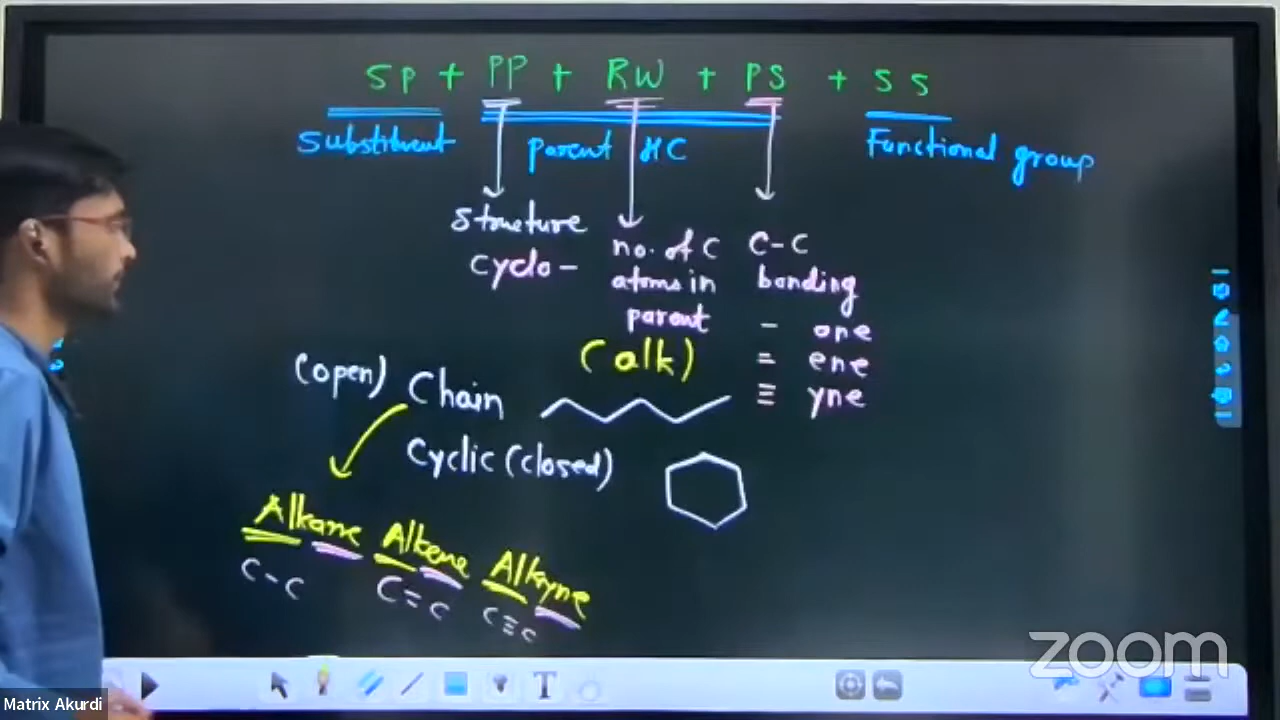 SP + PP + RW + PS + SS
Substituent parent HC Functional group
structure
cyclo -
no. of C
atoms in
parent
(alk)
C-C
bonding
- ane
= ene
≡ yne
(open) Chain
Cyclic (closed)
Alkane Alkene Alkyne
C-C C=C C≡C
zoom
Matrix Akurdi
T